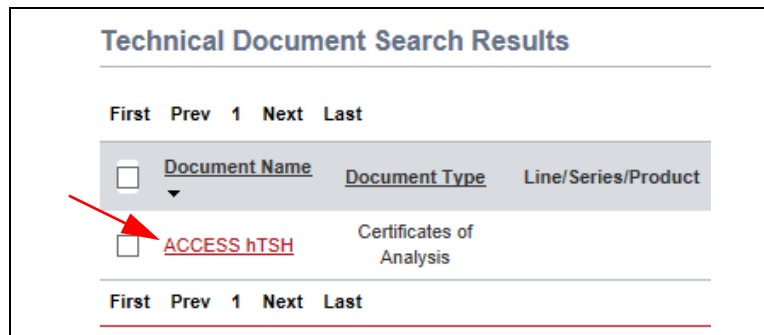 Technical Document Search Results
First Prev 1 Next Last
Document Name Document Type Line/Series/Product
ACCESS hTSH Certificates of
Analysis
First Prev 1 Next Last